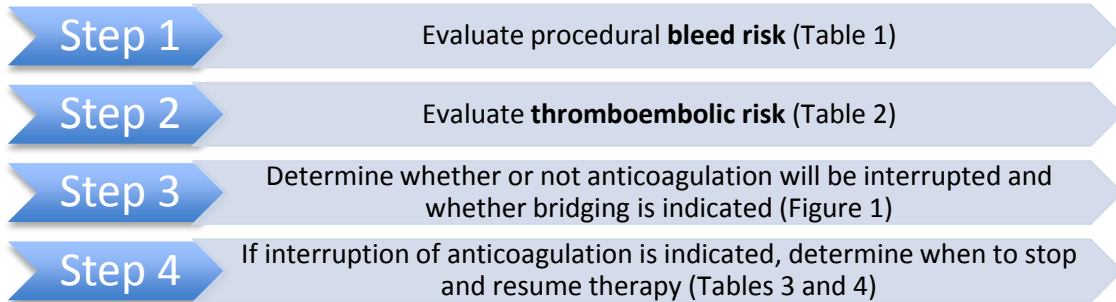 Step 1
Evaluate procedural bleed risk (Table 1)
Step 2
Evaluate thromboembolic risk (Table 2)
Step 3
Determine whether or not anticoagulation will be interrupted and
whether bridging is indicated (Figure 1)
Step 4
If interruption of anticoagulation is indicated, determine when to stop
and resume therapy (Tables 3 and 4)